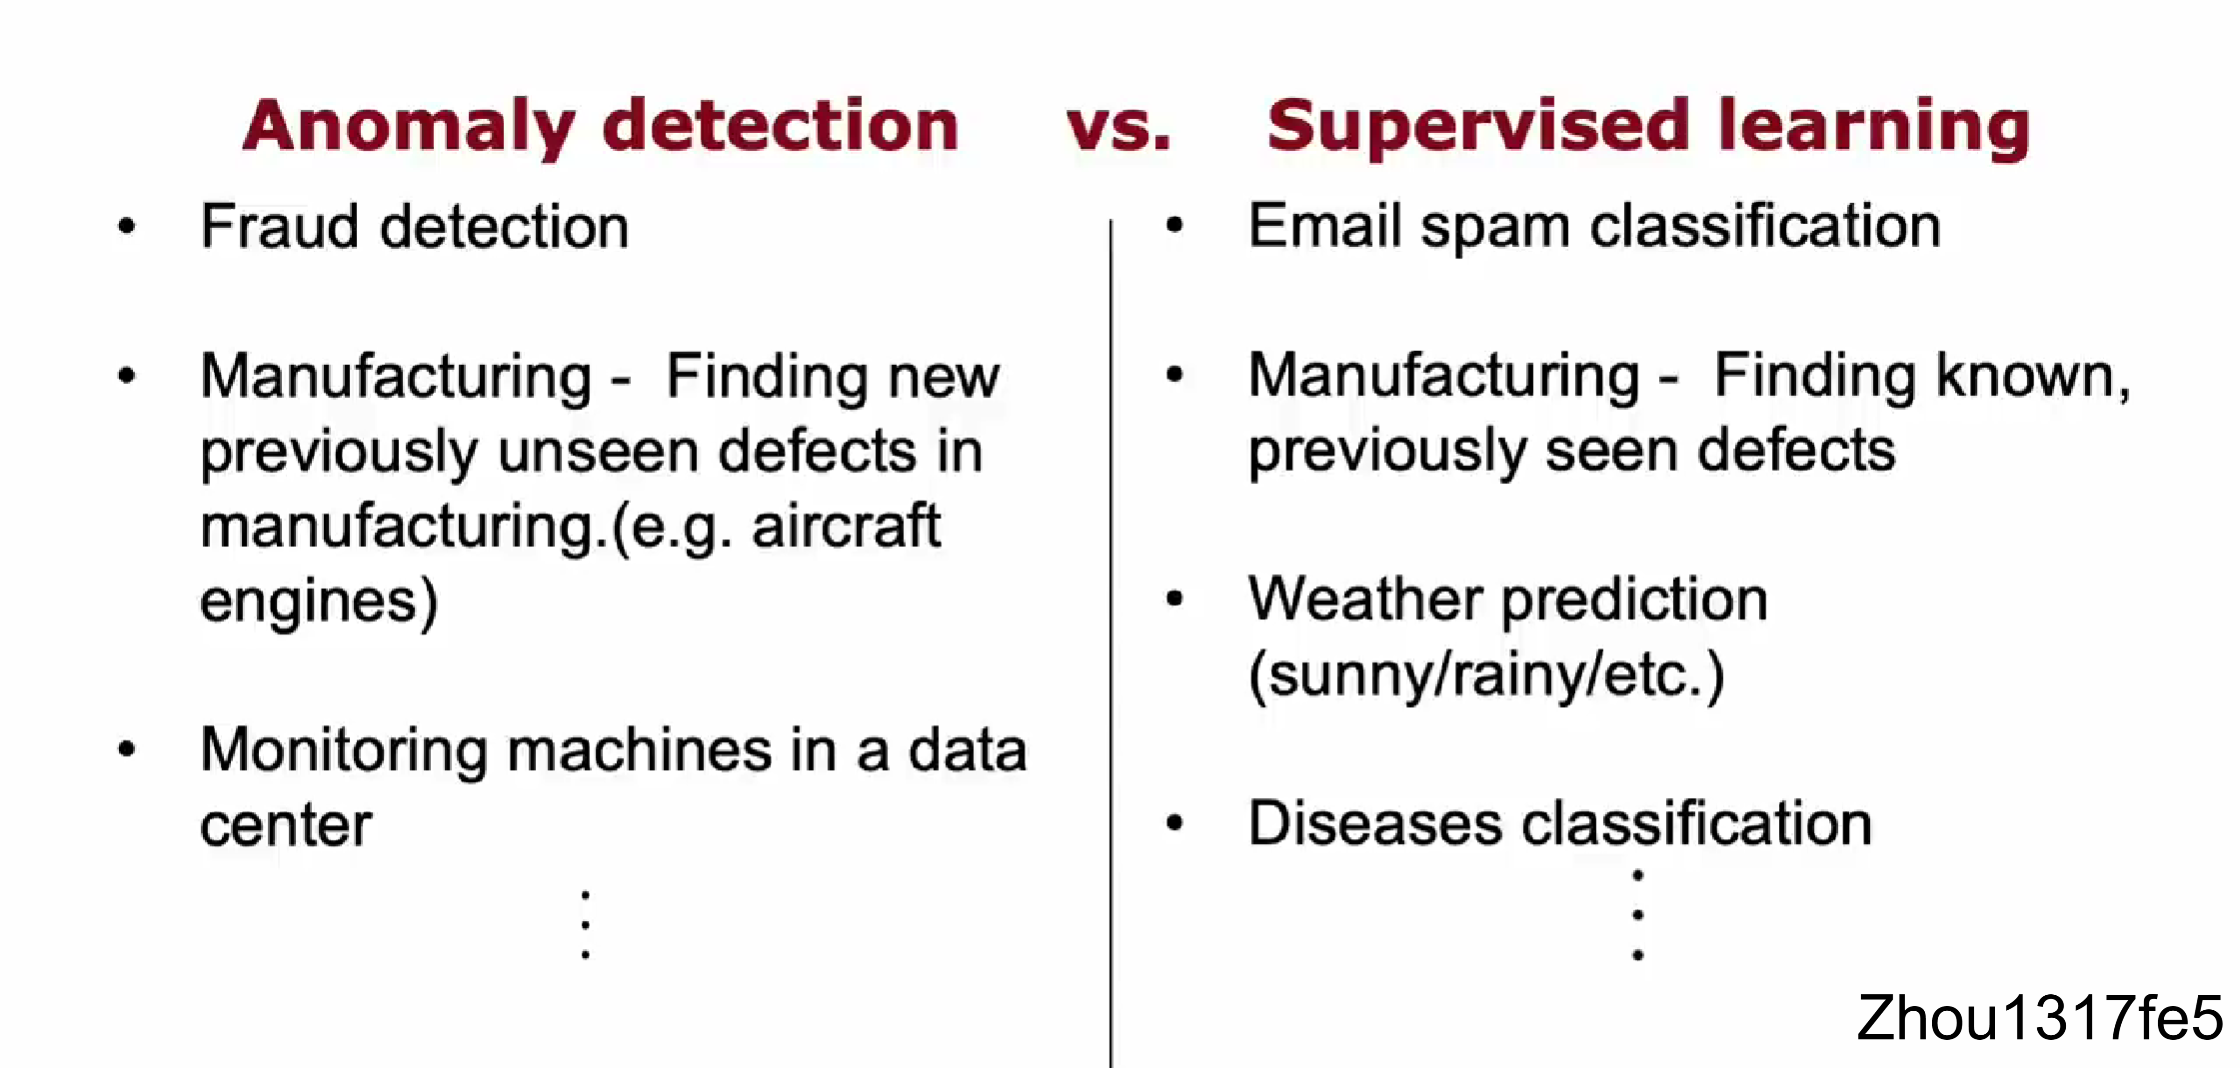 Anomaly detection vs. Supervised learning
• Fraud detection
• Manufacturing - Finding new
previously unseen defects in
manufacturing.(e.g. aircraft
engines)
• Monitoring machines in a data
center
• Email spam classification
• Manufacturing - Finding known,
previously seen defects
• Weather prediction
(sunny/rainy/etc.)
• Diseases classification
Zhou1317fe5